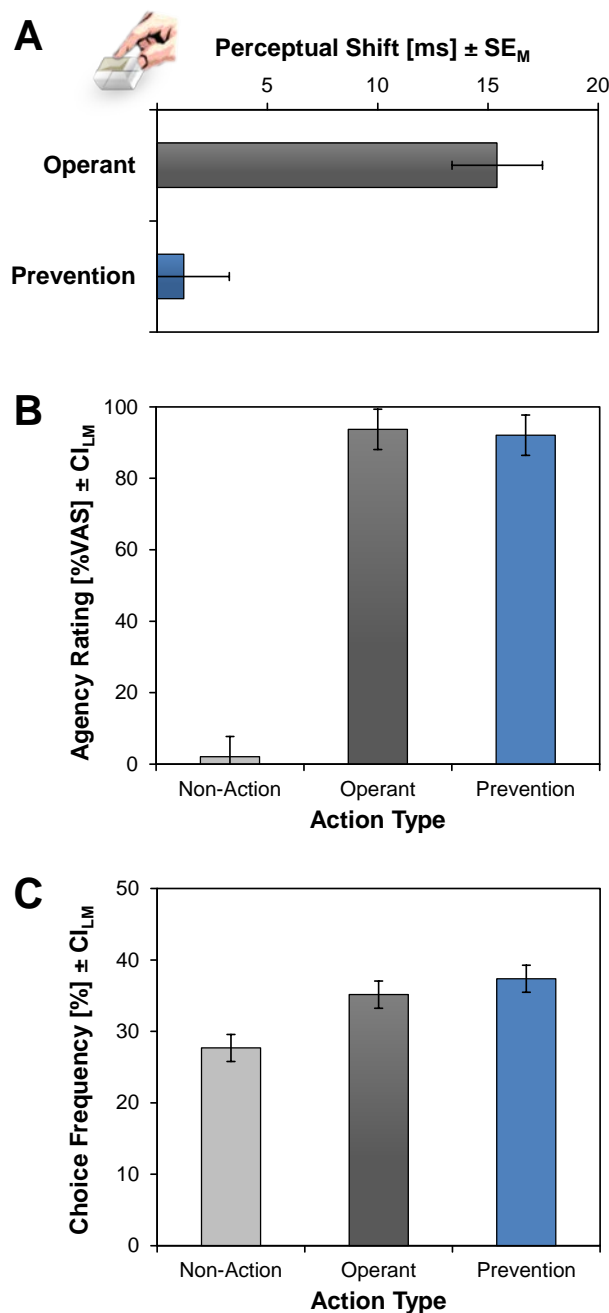 A
Perceptual Shift [ms] ± SEM
5 10 15 20
Operant
Prevention
B
Agency Rating [%VAS] ± CILM
100
80
60
40
20
0
Non-Action Operant Prevention
Action Type
C
Choice Frequency [%] ± CILM
50
40
30
20
10
0
Non-Action Operant Prevention
Action Type